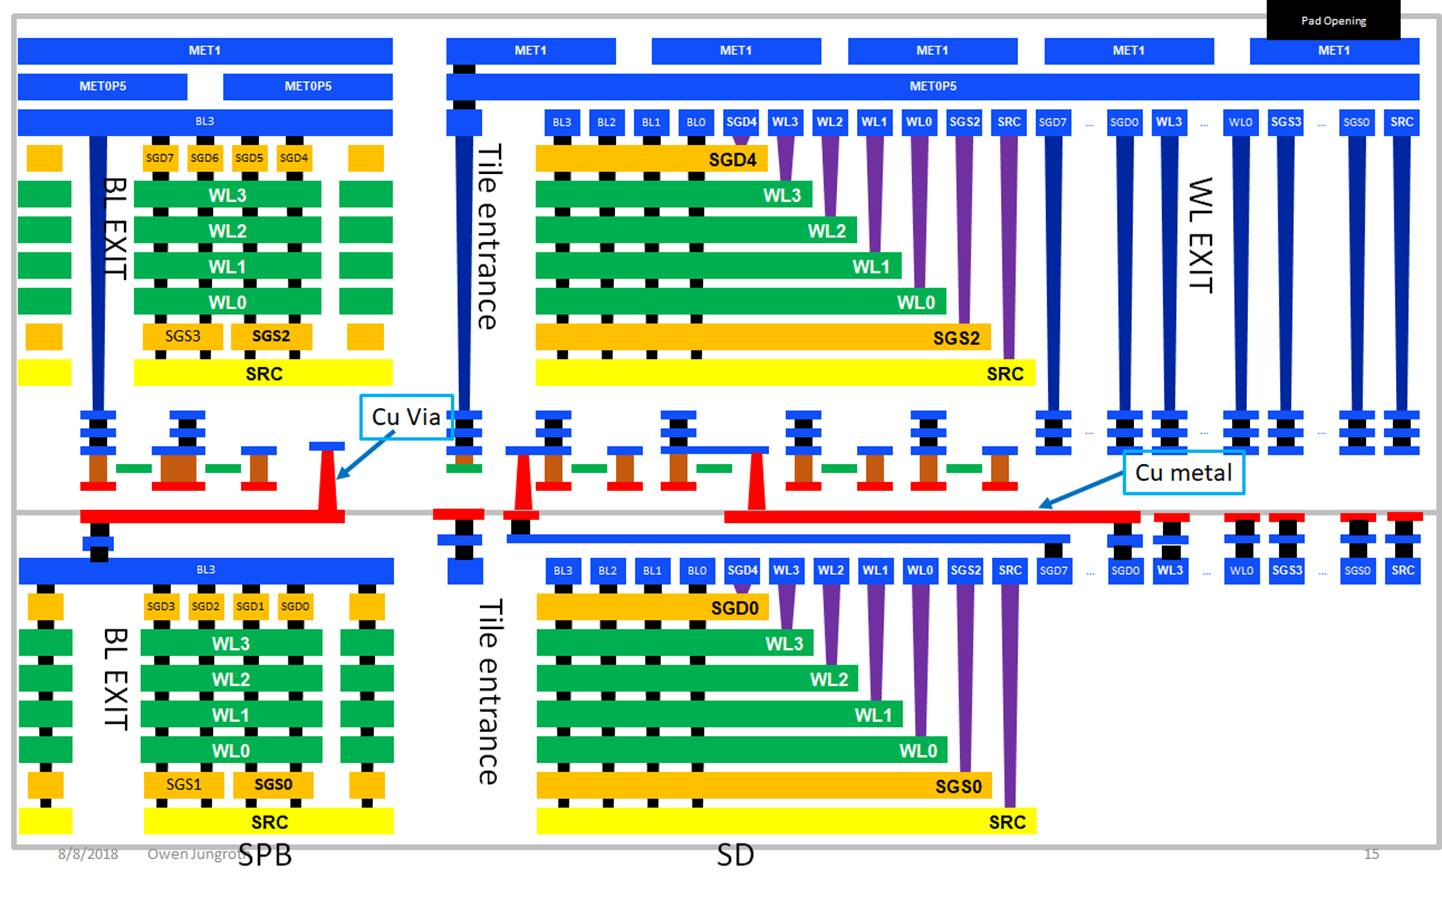 Pad Opening
MET1 MET1 MET1 MET1 MET1 MET1
MET0P5 MET0P5 MET0P5
BL3 BL3 BL2 BL1 BL0 SGD4 WL3 WL2 WL1 WL0 SGS2 SRC SGD7 ... SGD0 WL3 ... WL0 SGS3 ... SGS0 SRC
SGD7 SGD6 SGD5 SGD4 SGD4
WL3 WL3
WL2 WL2
WL1 WL1
WL0 WL0
SGS3 SGS2 SGS2
SRC SRC
BL EXIT
Tile entrance
WL EXIT
Cu Via
... ... ...
Cu metal
BL3 BL3 BL2 BL1 BL0 SGD4 WL3 WL2 WL1 WL0 SGS2 SRC SGD7 ... SGD0 WL3 ... WL0 SGS3 ... SGS0 SRC
SGD3 SGD2 SGD1 SGD0 SGD0
WL3 WL3
WL2 WL2
WL1 WL1
WL0 WL0
SGS1 SGS0 SGS0
SRC SRC
BL EXIT
Tile entrance
8/8/2018 Owen Jungroth SPB SD 15